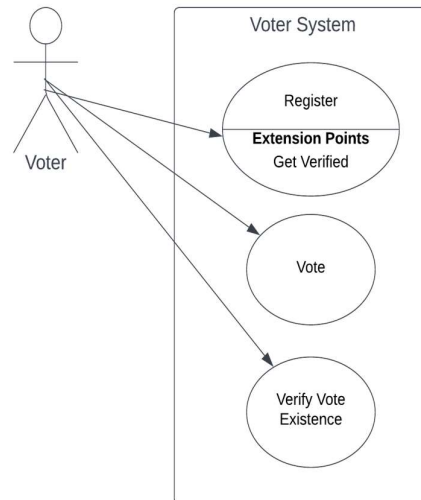 Voter System
Register
Extension Points
Get Verified
Voter
Vote
Verify Vote
Existence